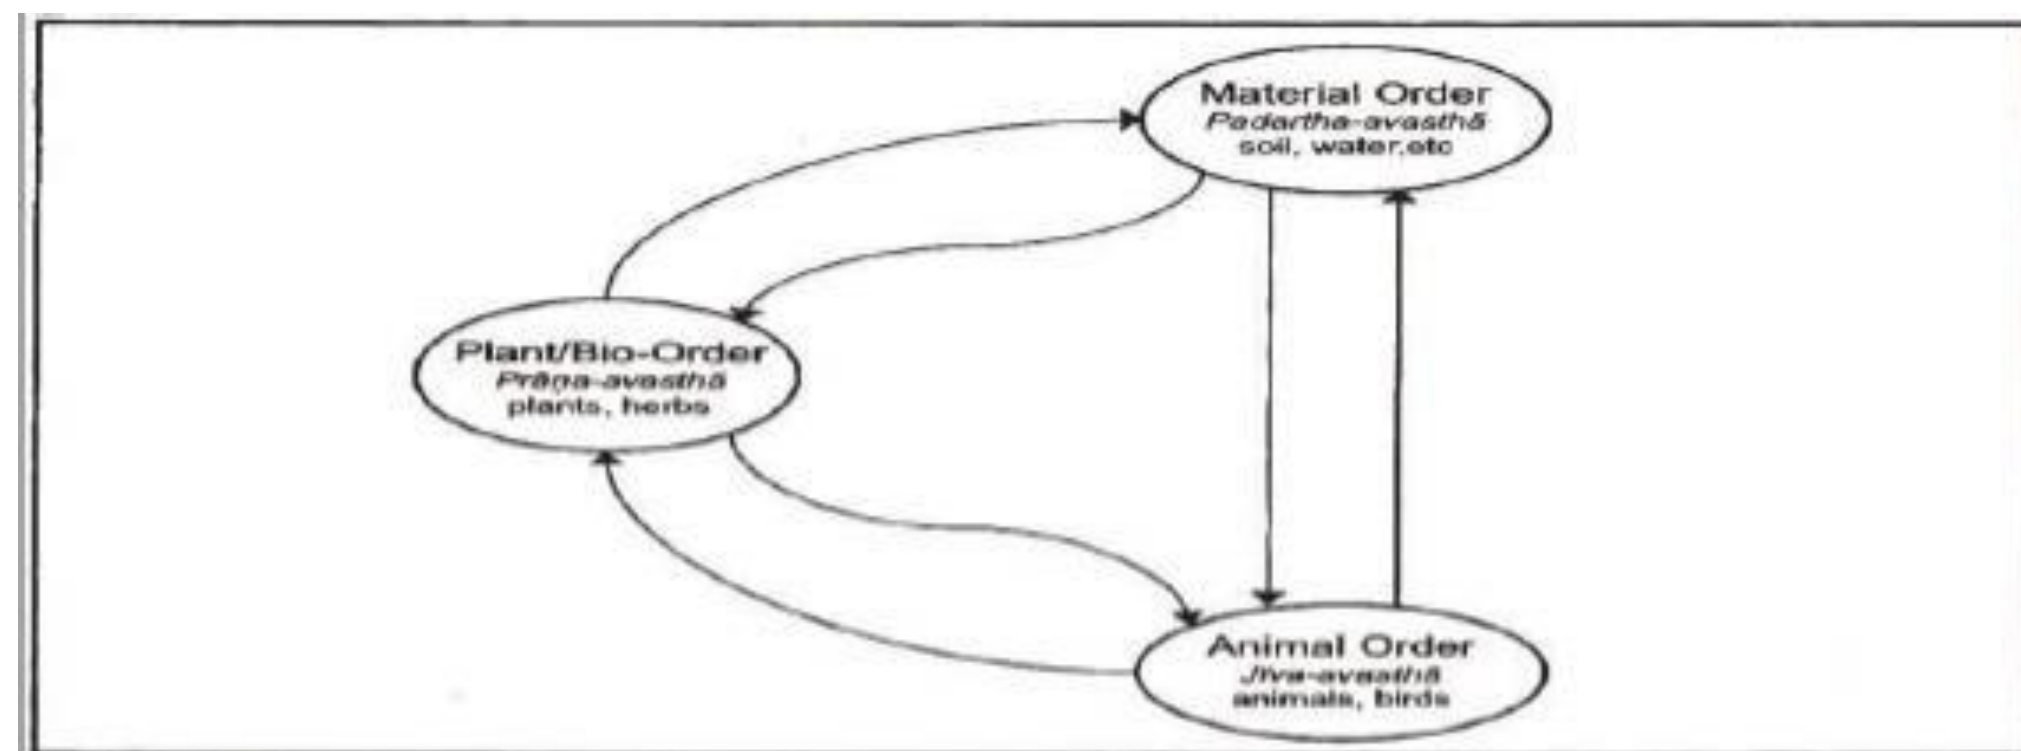 Material Order
Padartha-avasthā
soil, water,etc
Plant/Bio-Order
Prāṇa-avasthā
plants, herbs
Animal Order
Jīva-avasthā
animals, birds